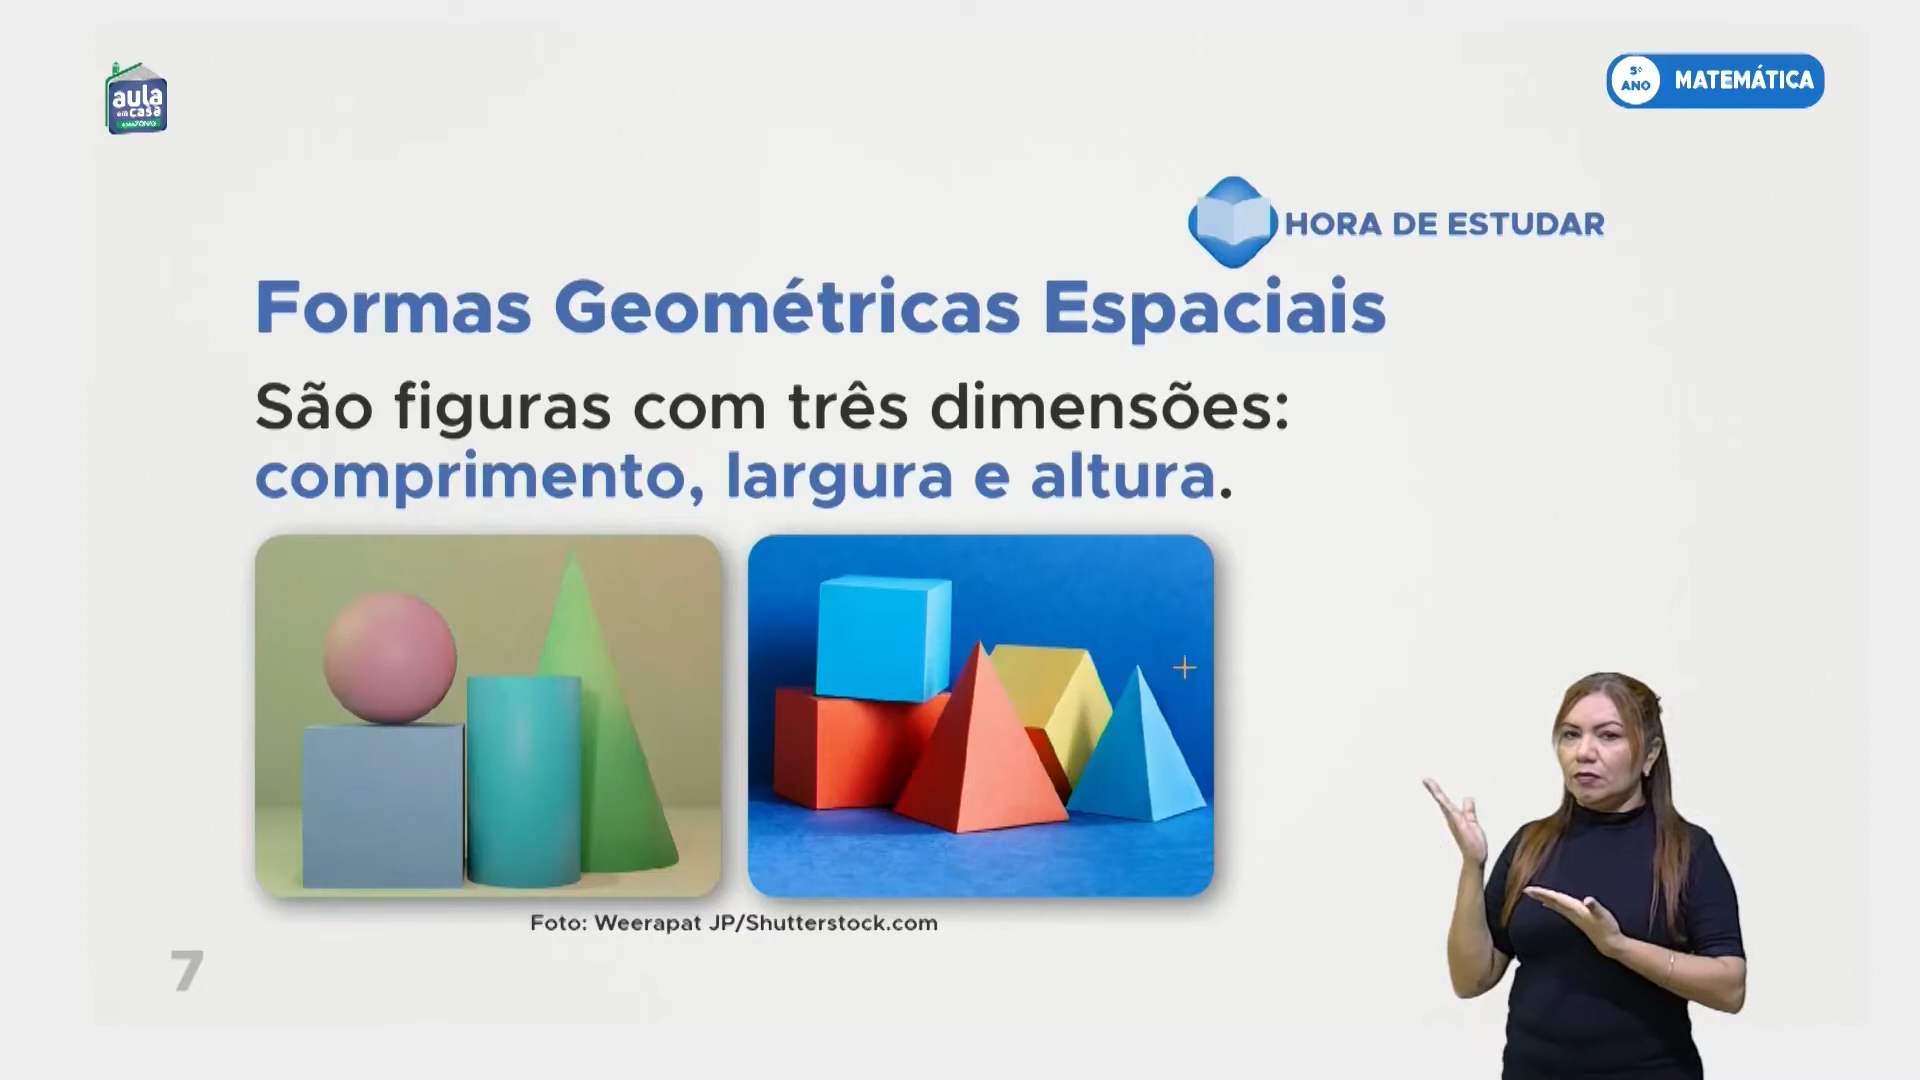 aula
em casa
AMAZONAS
5º
ANO
MATEMÁTICA
HORA DE ESTUDAR
Formas Geométricas Espaciais
São figuras com três dimensões:
comprimento, largura e altura.
Foto: Weerapat JP/Shutterstock.com
7